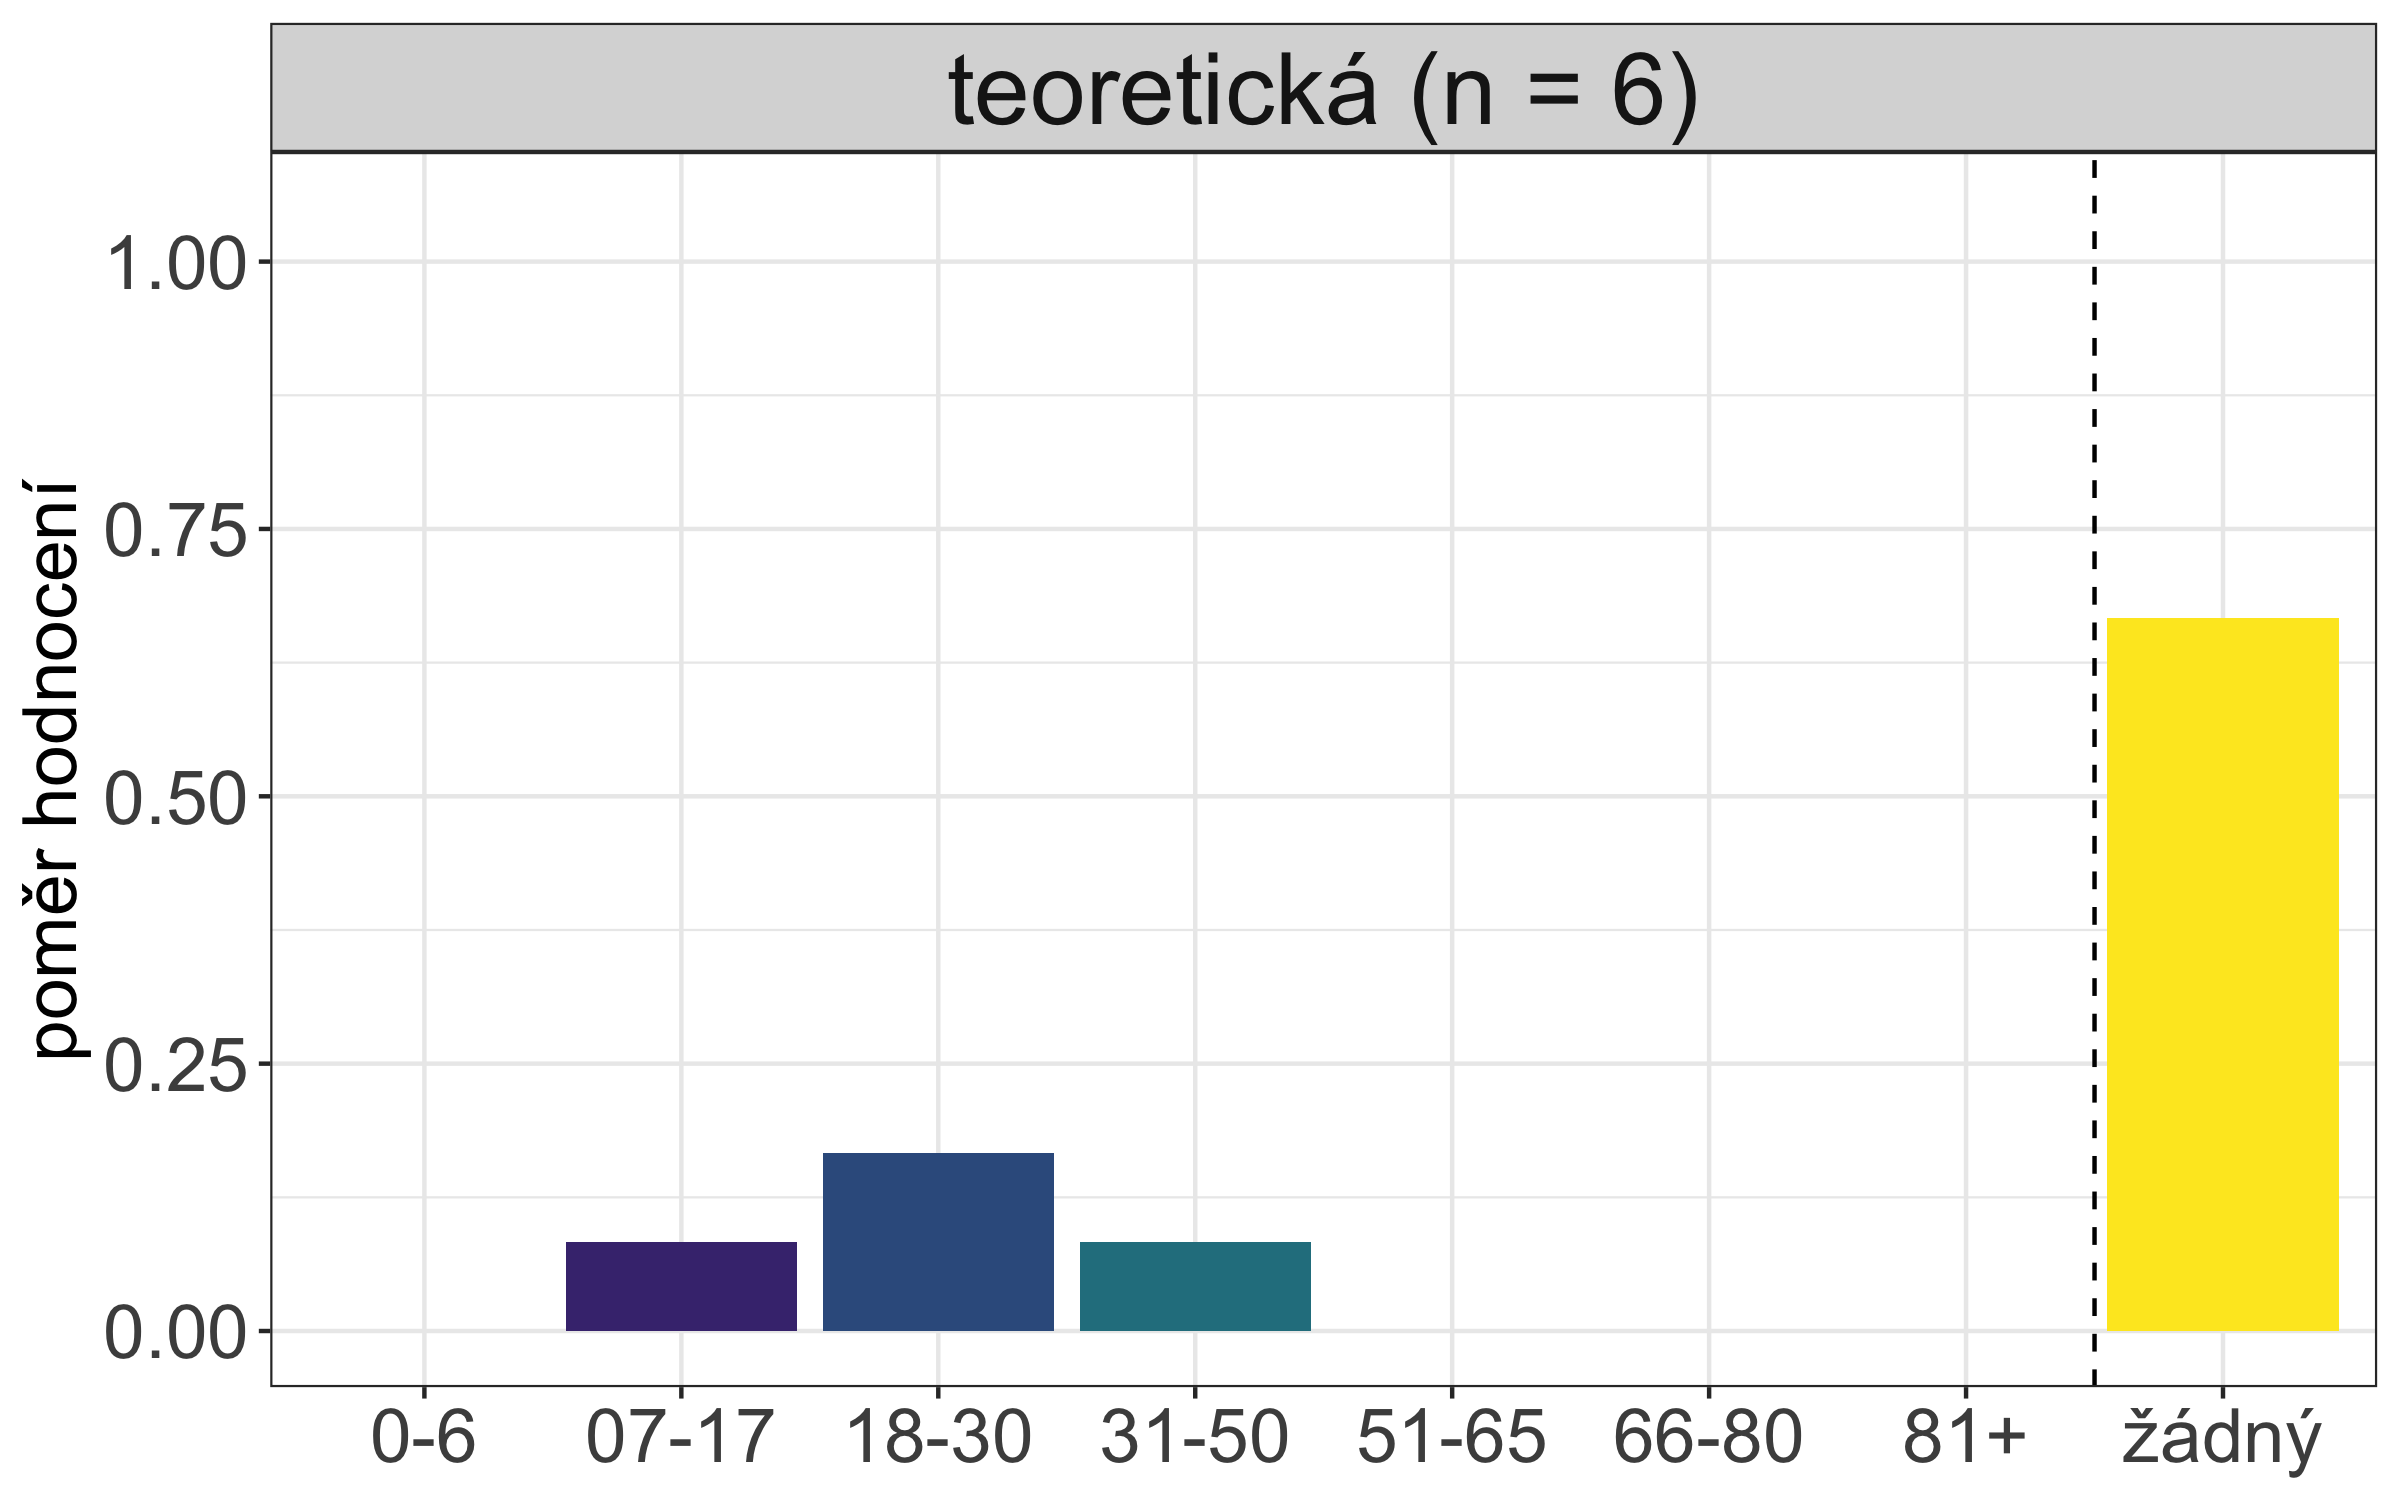 teoretická (n = 6)
poměr hodnocení
1.00
0.75
0.50
0.25
0.00
0-6 07-17 18-30 31-50 51-65 66-80 81+ žádný